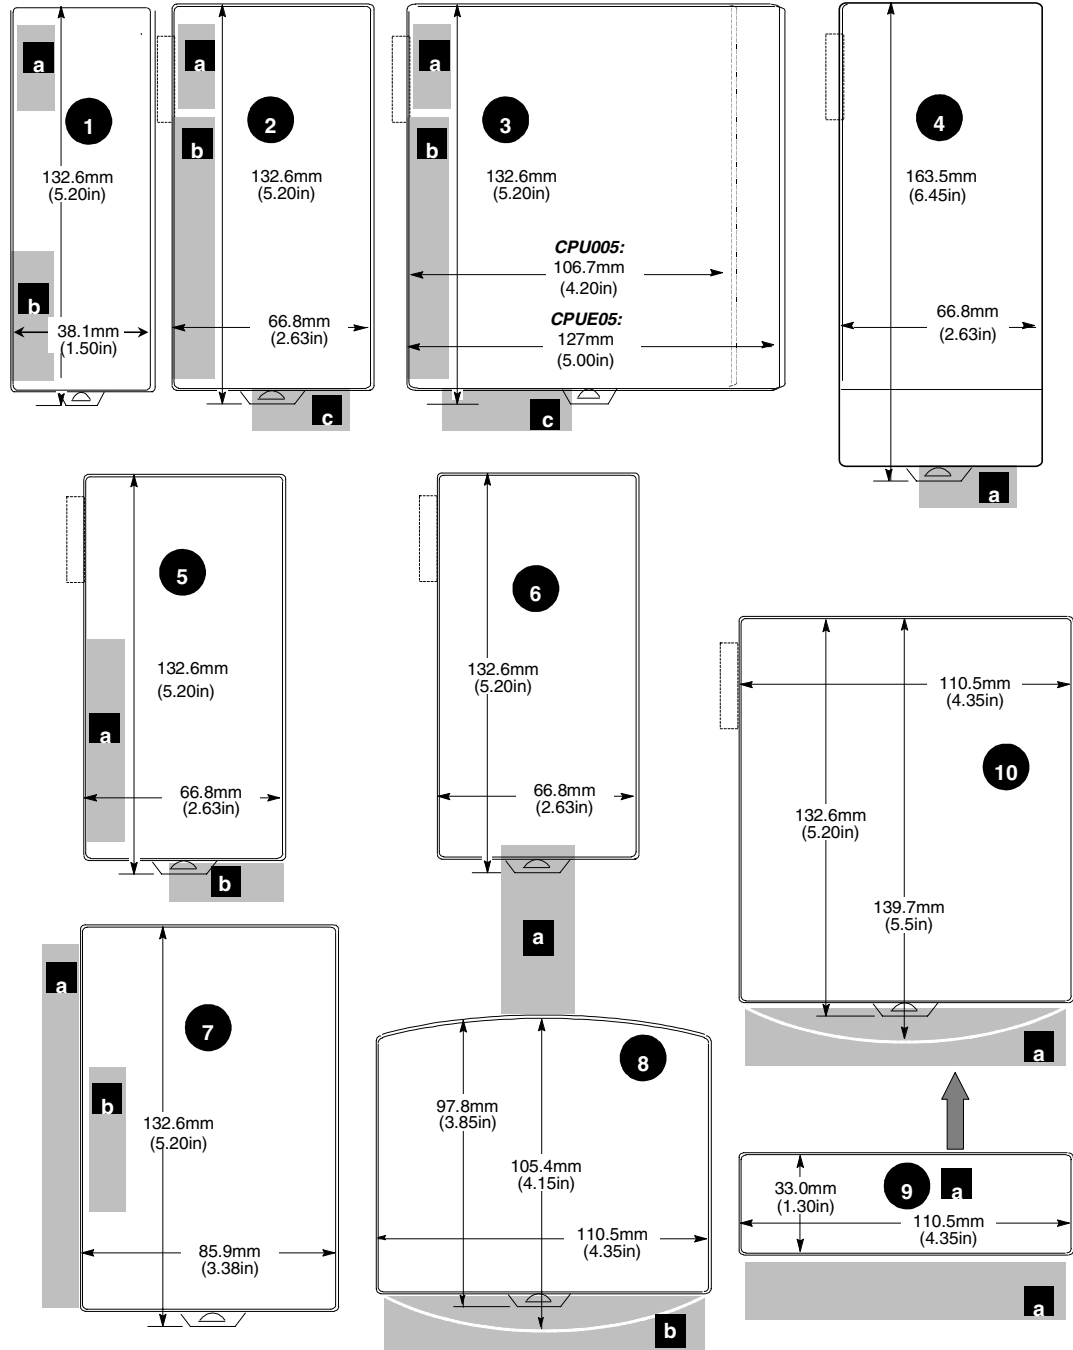 a
1
132.6mm
(5.20in)
b
38.1mm
(1.50in)
a
2
b
132.6mm
(5.20in)
66.8mm
(2.63in)
c
a
3
b
132.6mm
(5.20in)
CPU005:
106.7mm
(4.20in)
CPUE05:
127mm
(5.00in)
c
4
163.5mm
(6.45in)
66.8mm
(2.63in)
a
5
132.6mm
(5.20in)
a
66.8mm
(2.63in)
b
6
132.6mm
(5.20in)
66.8mm
(2.63in)
a
110.5mm
(4.35in)
10
132.6mm
(5.20in)
139.7mm
(5.5in)
a
a
7
b
132.6mm
(5.20in)
85.9mm
(3.38in)
8
97.8mm
(3.85in)
105.4mm
(4.15in)
110.5mm
(4.35in)
b
9
a
33.0mm
(1.30in)
110.5mm
(4.35in)
a